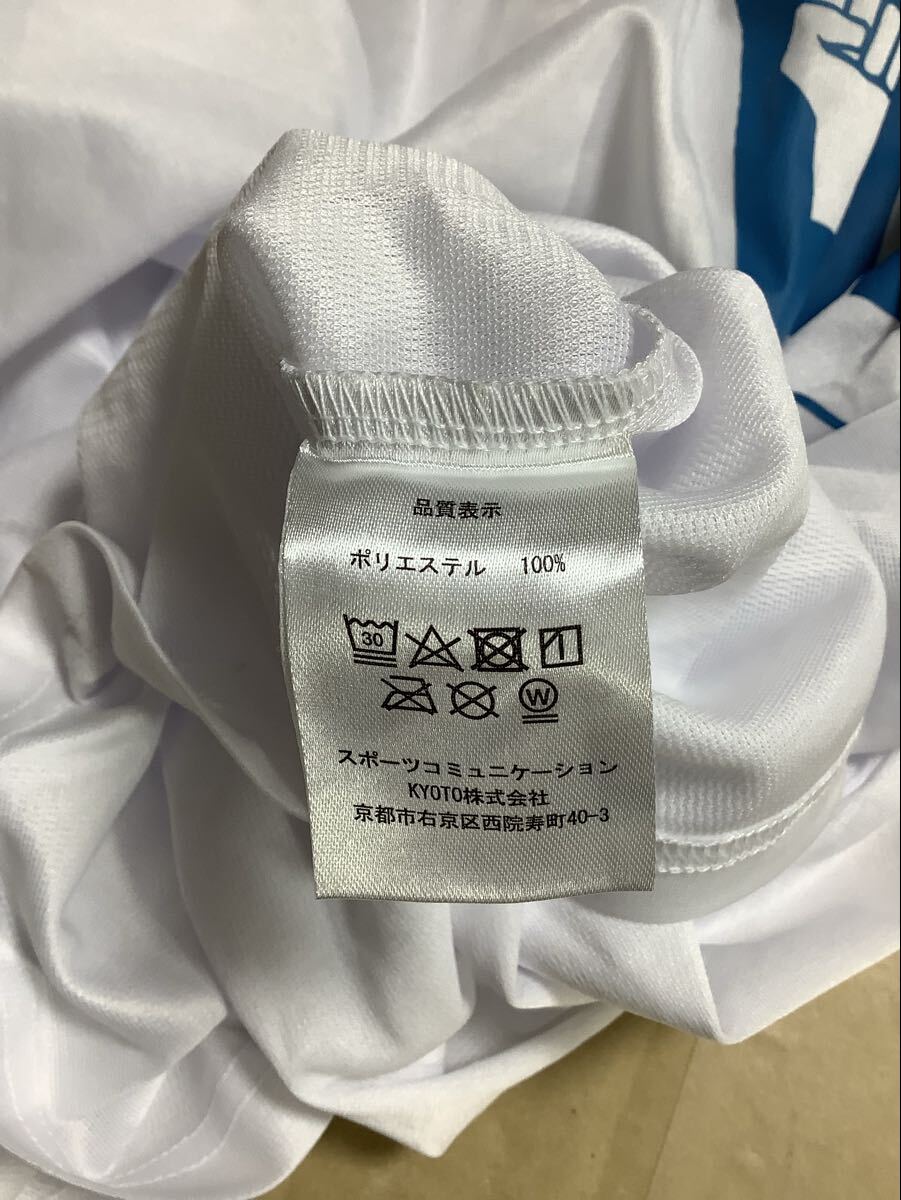 品質表示
ポリエステル 100%
30
W
スポーツコミュニケーション
KYOTO株式会社
京都市右京区西院寿町40-3